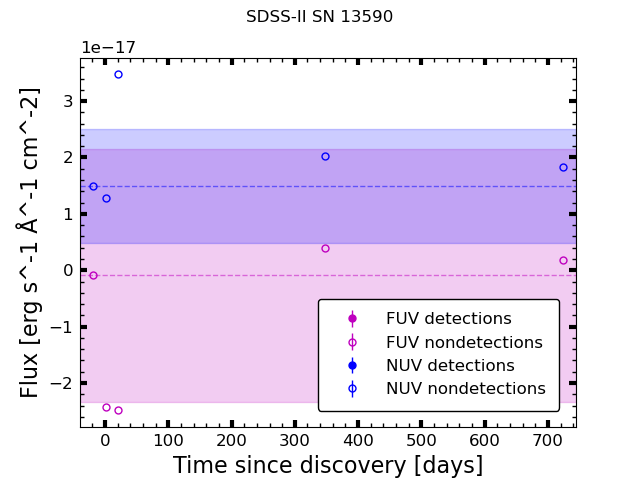 SDSS-II SN 13590
1e−17
3
2
1
0
−1
−2
Flux [erg s^-1 Å^-1 cm^-2]
FUV detections
FUV nondetections
NUV detections
NUV nondetections
0 100 200 300 400 500 600 700
Time since discovery [days]